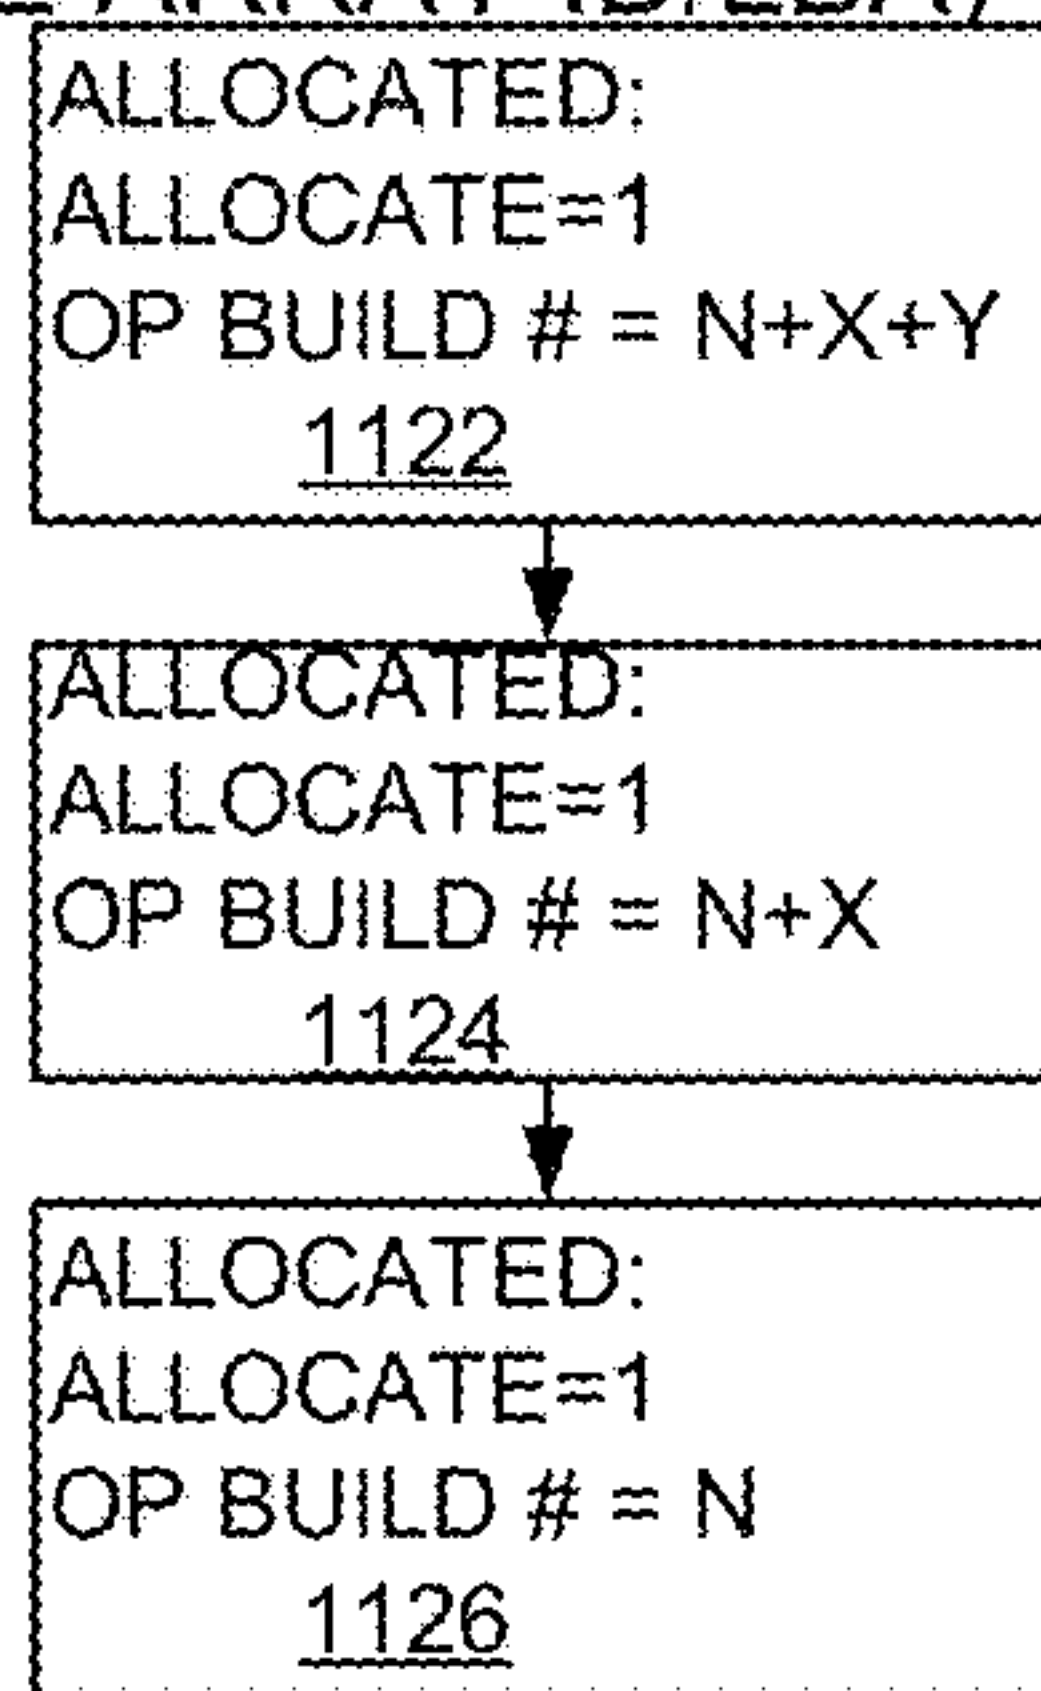 ALLOCATED:
ALLOCATE=1
OP BUILD # = N+X+Y
1122
ALLOCATED:
ALLOCATE=1
OP BUILD # = N+X
1124
ALLOCATED:
ALLOCATE=1
OP BUILD # = N
1126